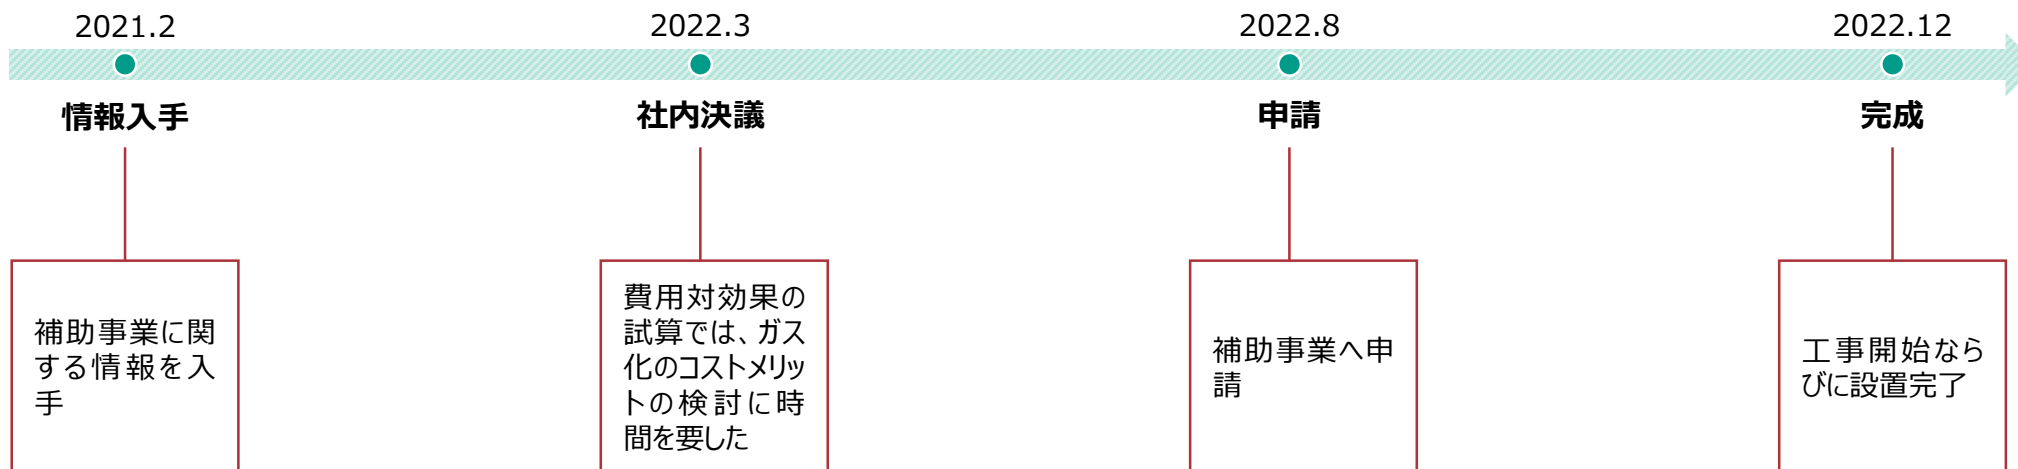 2021.2
2022.3
2022.8
2022.12
情報入手
社内決議
申請
完成
補助事業に関
する情報を入
手
費用対効果の
試算では、ガス
化のコストメリッ
トの検討に時
間を要した
補助事業へ申
請
工事開始なら
びに設置完了